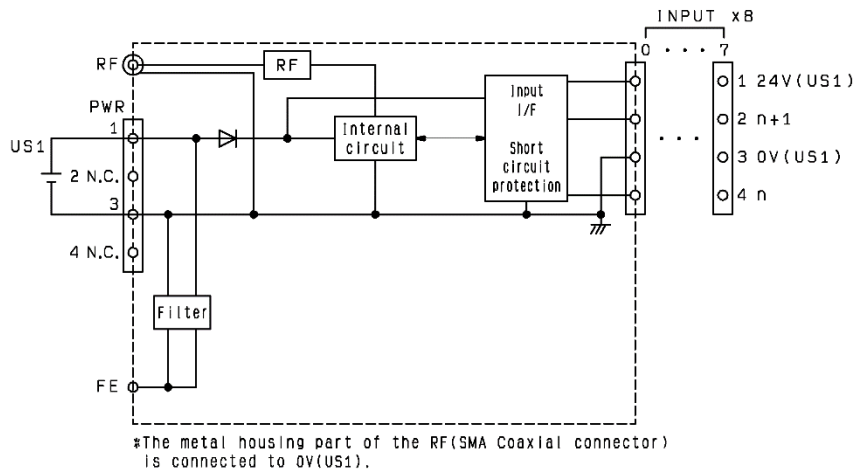 INPUT x8
0 . . . 7
RF
RF
PWR
1
US1
2 N.C.
3
4 N.C.
Internal
circuit
Input
I/F
Short
circuit
protection
. . .
1 24V(US1)
2 n+1
3 0V(US1)
4 n
Filter
FE
*The metal housing part of the RF(SMA Coaxial connector)
is connected to 0V(US1).